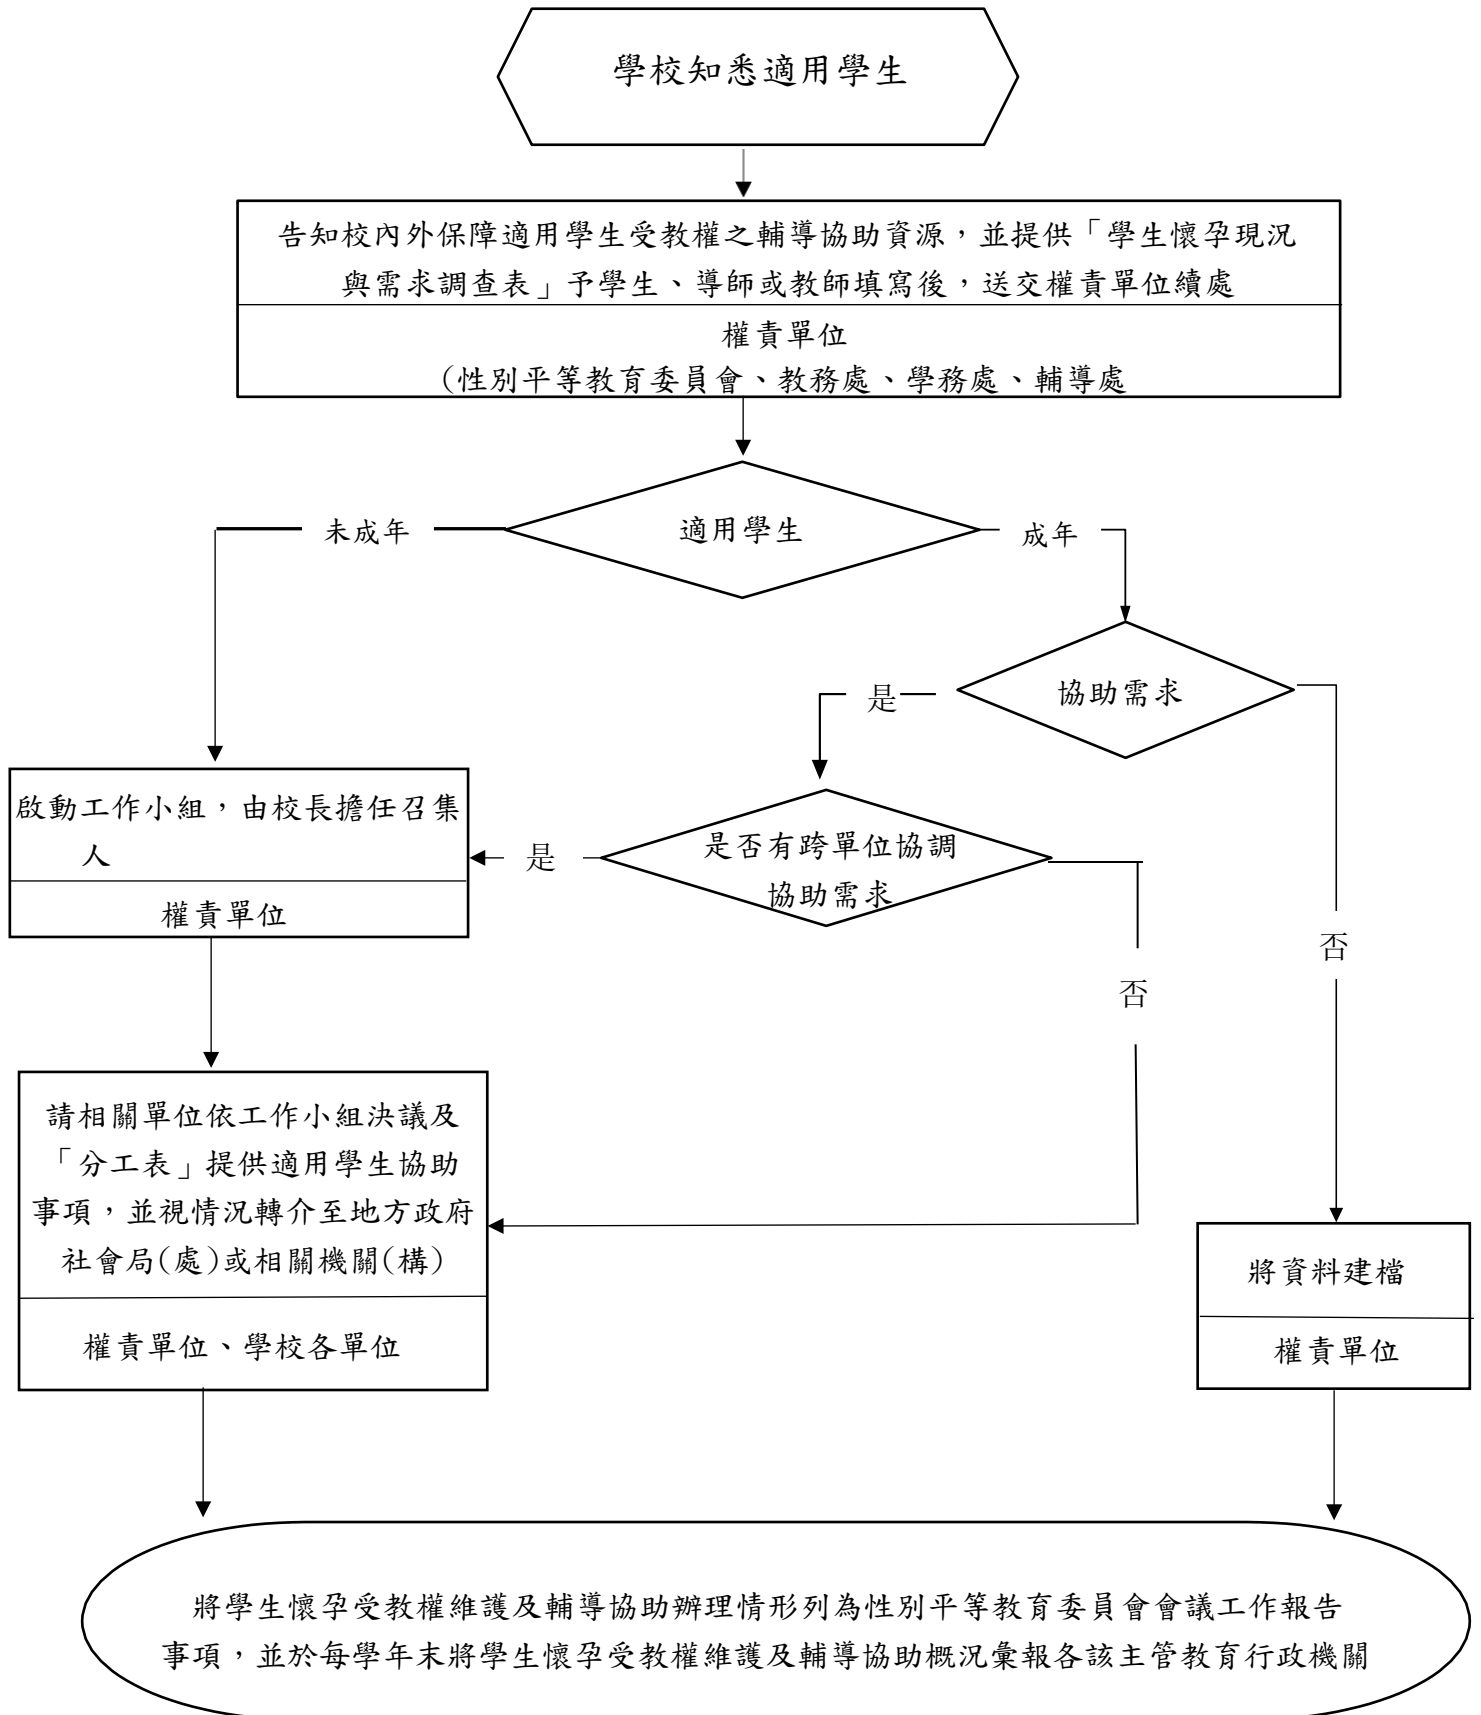 學校知悉適用學生
告知校內外保障適用學生受教權之輔導協助資源，並提供「學生懷孕現況
與需求調查表」予學生、導師或教師填寫後，送交權責單位續處
權責單位
(性別平等教育委員會、教務處、學務處、輔導處
未成年
適用學生
成年
協助需求
是
啟動工作小組，由校長擔任召集
人
權責單位
是
是否有跨單位協調
協助需求
否
否
請相關單位依工作小組決議及
「分工表」提供適用學生協助
事項，並視情況轉介至地方政府
社會局(處)或相關機關(構)
權責單位、學校各單位
將資料建檔
權責單位
將學生懷孕受教權維護及輔導協助辦理情形列為性別平等教育委員會會議工作報告
事項，並於每學年末將學生懷孕受教權維護及輔導協助概況彙報各該主管教育行政機關